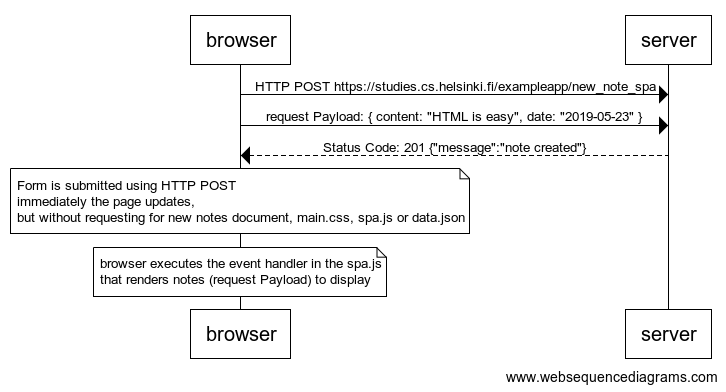 browser
server
HTTP POST https://studies.cs.helsinki.fi/exampleapp/new_note_spa
request Payload: { content: "HTML is easy", date: "2019-05-23" }
Status Code: 201 {"message":"note created"}
Form is submitted using HTTP POST
immediately the page updates,
but without requesting for new notes document, main.css, spa.js or data.json
browser executes the event handler in the spa.js
that renders notes (request Payload) to display
browser
server
www.websequencediagrams.com